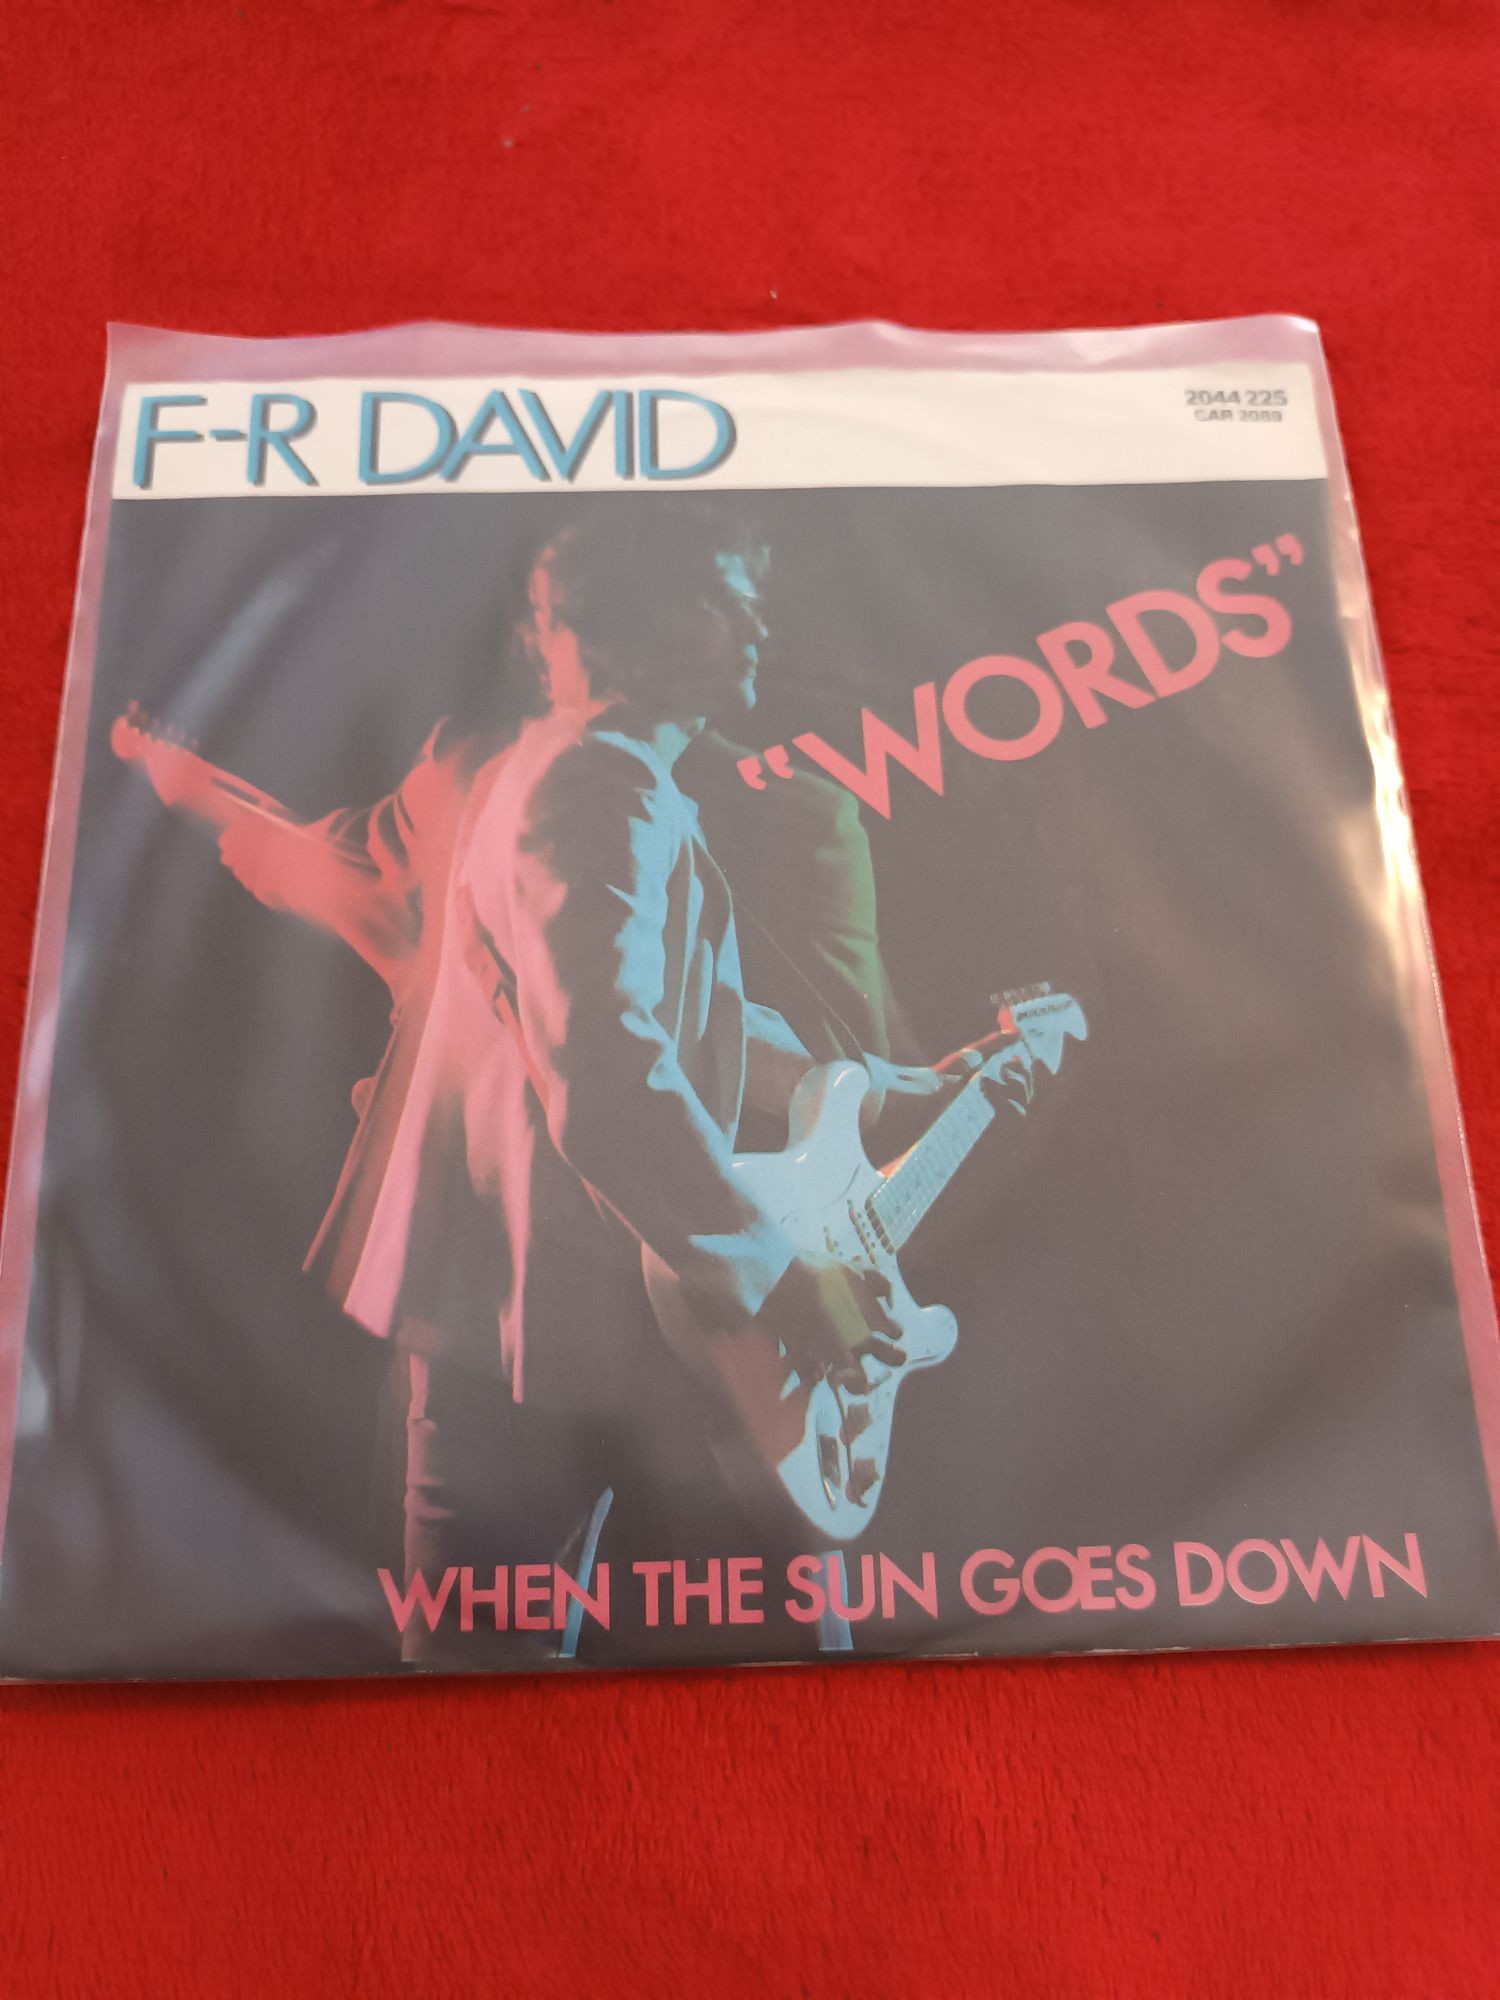 F-R DAVID
2044 225
CAR 2089
"WORDS"
WHEN THE SUN GOES DOWN